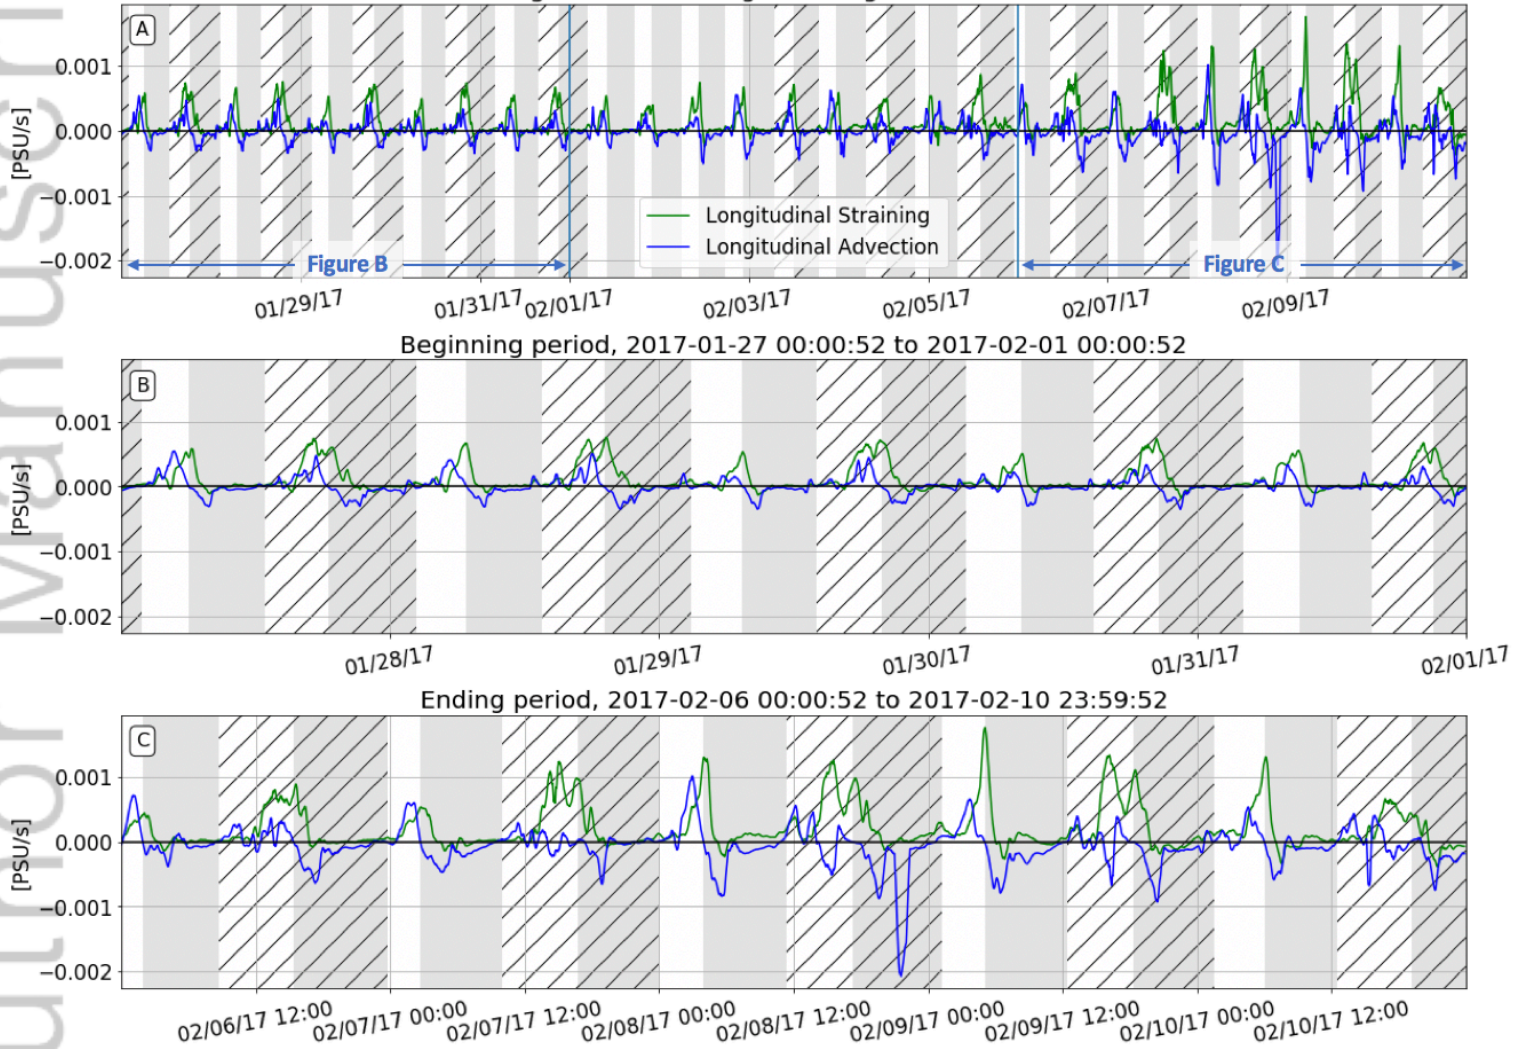 A
0.001
0.000
−0.001
−0.002
[PSU/s]
Longitudinal Straining
Longitudinal Advection
Figure B
Figure C
01/29/17
01/31/17
02/01/17
02/03/17
02/05/17
02/07/17
02/09/17
Beginning period, 2017-01-27 00:00:52 to 2017-02-01 00:00:52
B
0.001
0.000
−0.001
−0.002
[PSU/s]
01/28/17
01/29/17
01/30/17
01/31/17
02/01/17
Ending period, 2017-02-06 00:00:52 to 2017-02-10 23:59:52
C
0.001
0.000
−0.001
−0.002
[PSU/s]
02/06/17 12:00
02/07/17 00:00
02/07/17 12:00
02/08/17 00:00
02/08/17 12:00
02/09/17 00:00
02/09/17 12:00
02/10/17 00:00
02/10/17 12:00